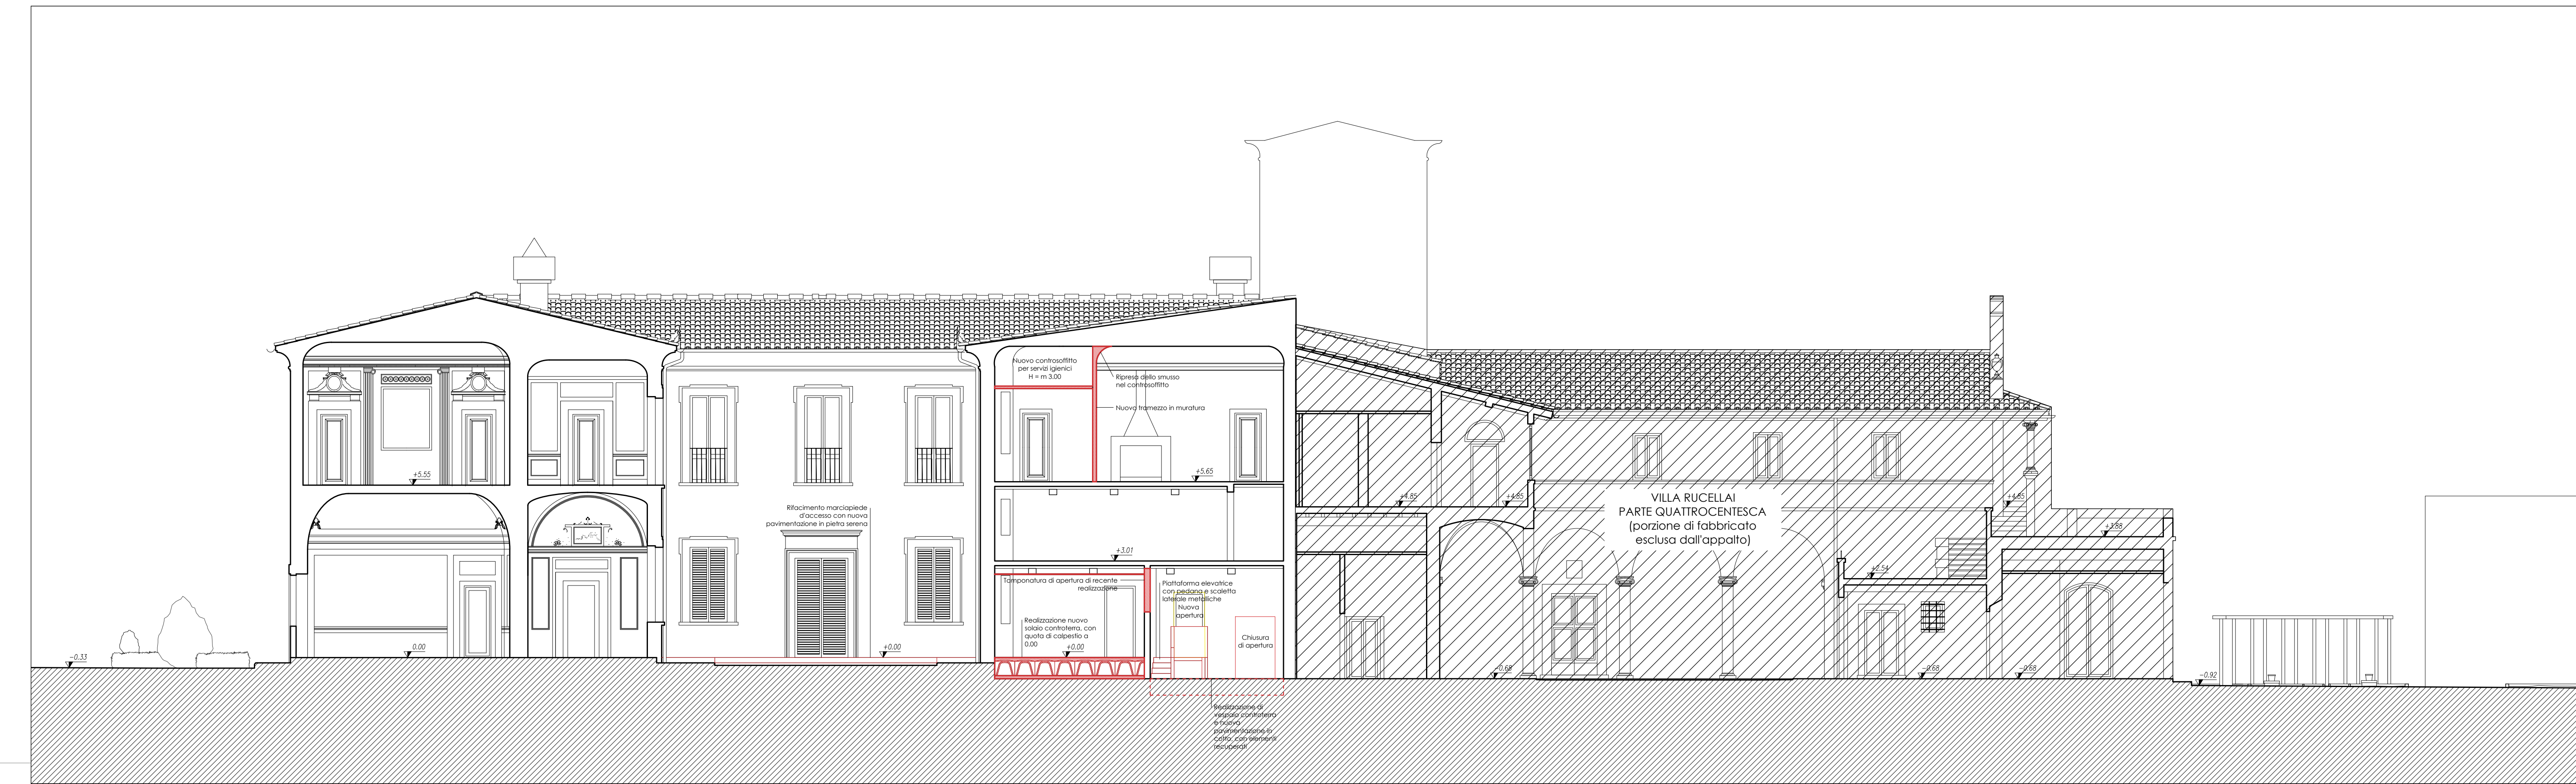 Nuovo controsoffitto
per servizi igienici
H = m 3.00
Ripresa dello smusso
nel controsoffitto
Nuovo tramezzo in muratura
+5.55
+5.65
+4.85
+4.85
VILLA RUCELLAI
PARTE QUATTROCENTESCA
(porzione di fabbricato
esclusa dall'appalto)
+4.85
+3.88
Rifacimento marciapiede
d'accesso con nuova
pavimentazione in pietra serena
+3.01
+2.54
Tamponatura di apertura di recente
realizzazione
Piattaforma elevatrice
con pedana e scaletta
laterale metalliche
Nuova
apertura
Realizzazione nuovo
solaio controterra, con
quota di calpestio a
0.00
Chiusura
di apertura
-0.33
0.00
+0.00
+0.00
-0.68
-0.68
-0.68
-0.92
Realizzazione di
vespaio controterra
e nuova
pavimentazione in
cotto, con elementi
recuperati